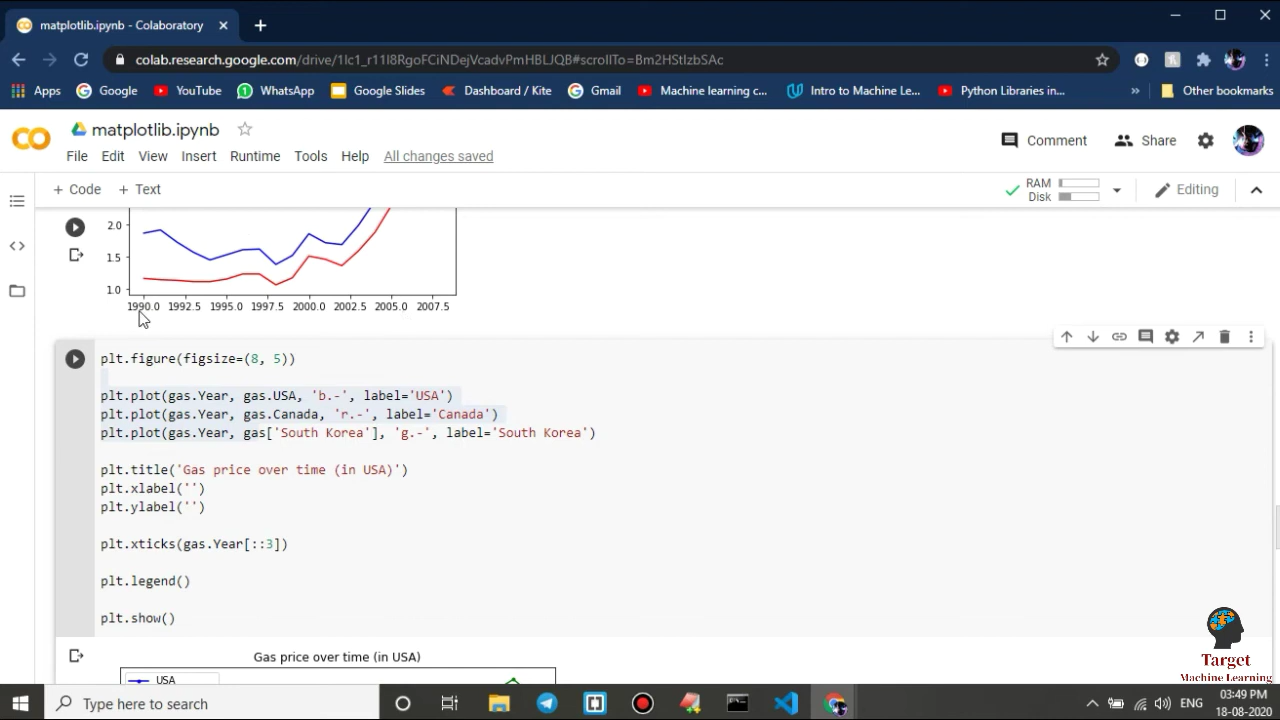 matplotlib.ipynb - Colaboratory
colab.research.google.com/drive/1lc1_r11I8RgoFCiNDejVcadvPmHBLJQB#scrollTo=Bm2HStIzbSAc
Apps Google YouTube WhatsApp Google Slides Dashboard / Kite Gmail Machine learning c... Intro to Machine Le... Python Libraries in... » Other bookmarks
matplotlib.ipynb
Comment Share
File Edit View Insert Runtime Tools Help All changes saved
+ Code + Text
RAM
Disk
Editing
2.0
1.5
1.0
1990.0 1992.5 1995.0 1997.5 2000.0 2002.5 2005.0 2007.5
plt.figure(figsize=(8, 5))
plt.plot(gas.Year, gas.USA, 'b.-', label='USA')
plt.plot(gas.Year, gas.Canada, 'r.-', label='Canada')
plt.plot(gas.Year, gas['South Korea'], 'g.-', label='South Korea')
plt.title('Gas price over time (in USA)')
plt.xlabel('')
plt.ylabel('')
plt.xticks(gas.Year[::3])
plt.legend()
plt.show()
Gas price over time (in USA)
USA
Target
Machine Learning
Type here to search
ENG
03:49 PM
18-08-2020